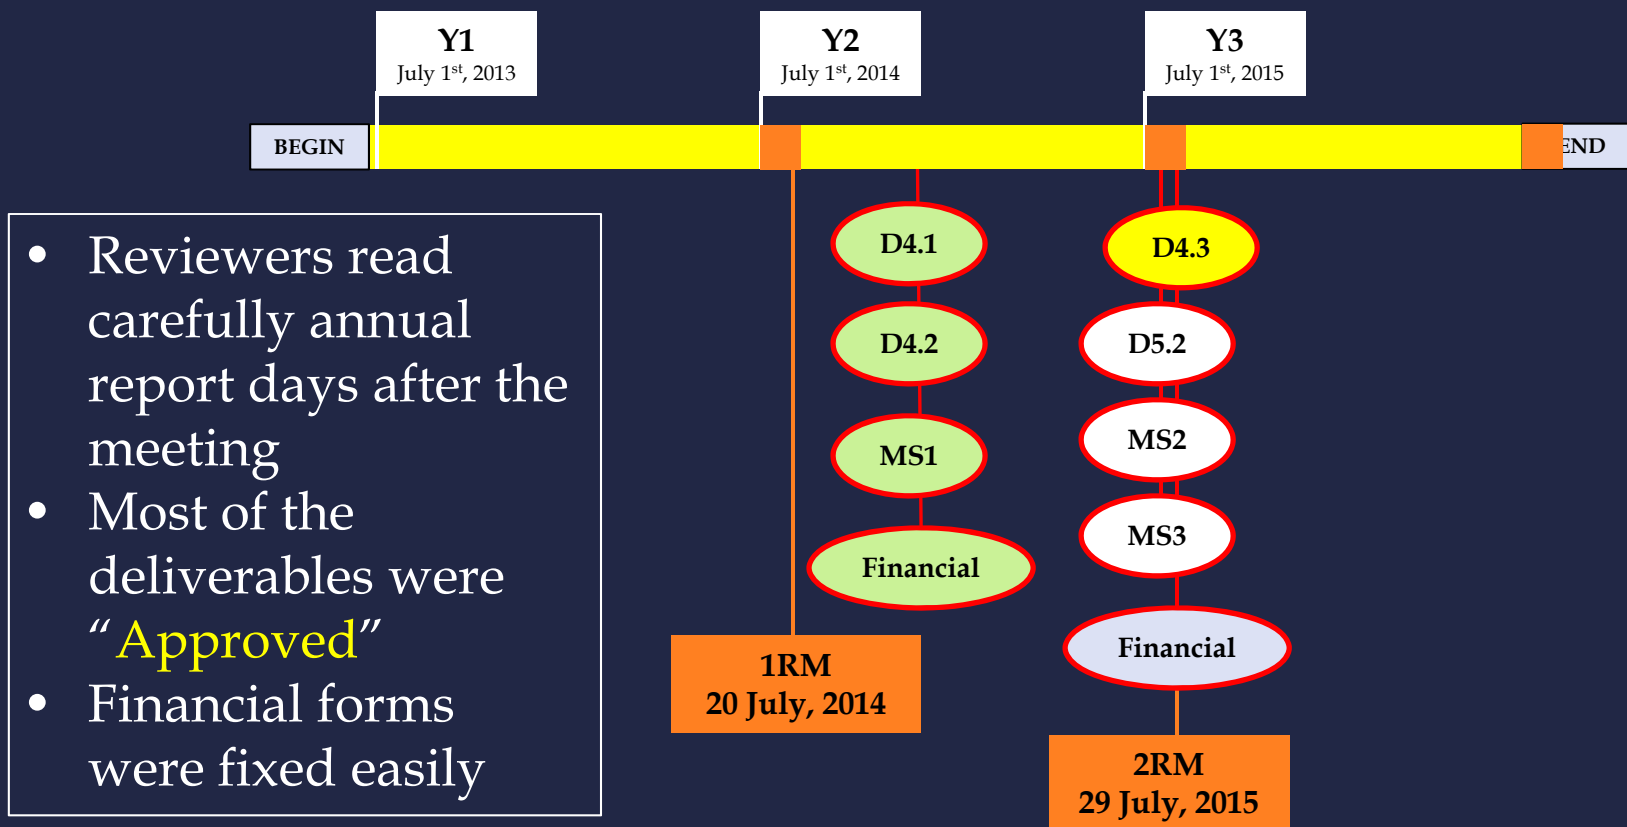 Y1
July 1st, 2013
Y2
July 1st, 2014
Y3
July 1st, 2015
BEGIN
END
• Reviewers read
carefully annual
report days after the
meeting
• Most of the
deliverables were
“Approved”
• Financial forms
were fixed easily
D4.1
D4.2
MS1
Financial
1RM
20 July, 2014
D4.3
D5.2
MS2
MS3
Financial
2RM
29 July, 2015